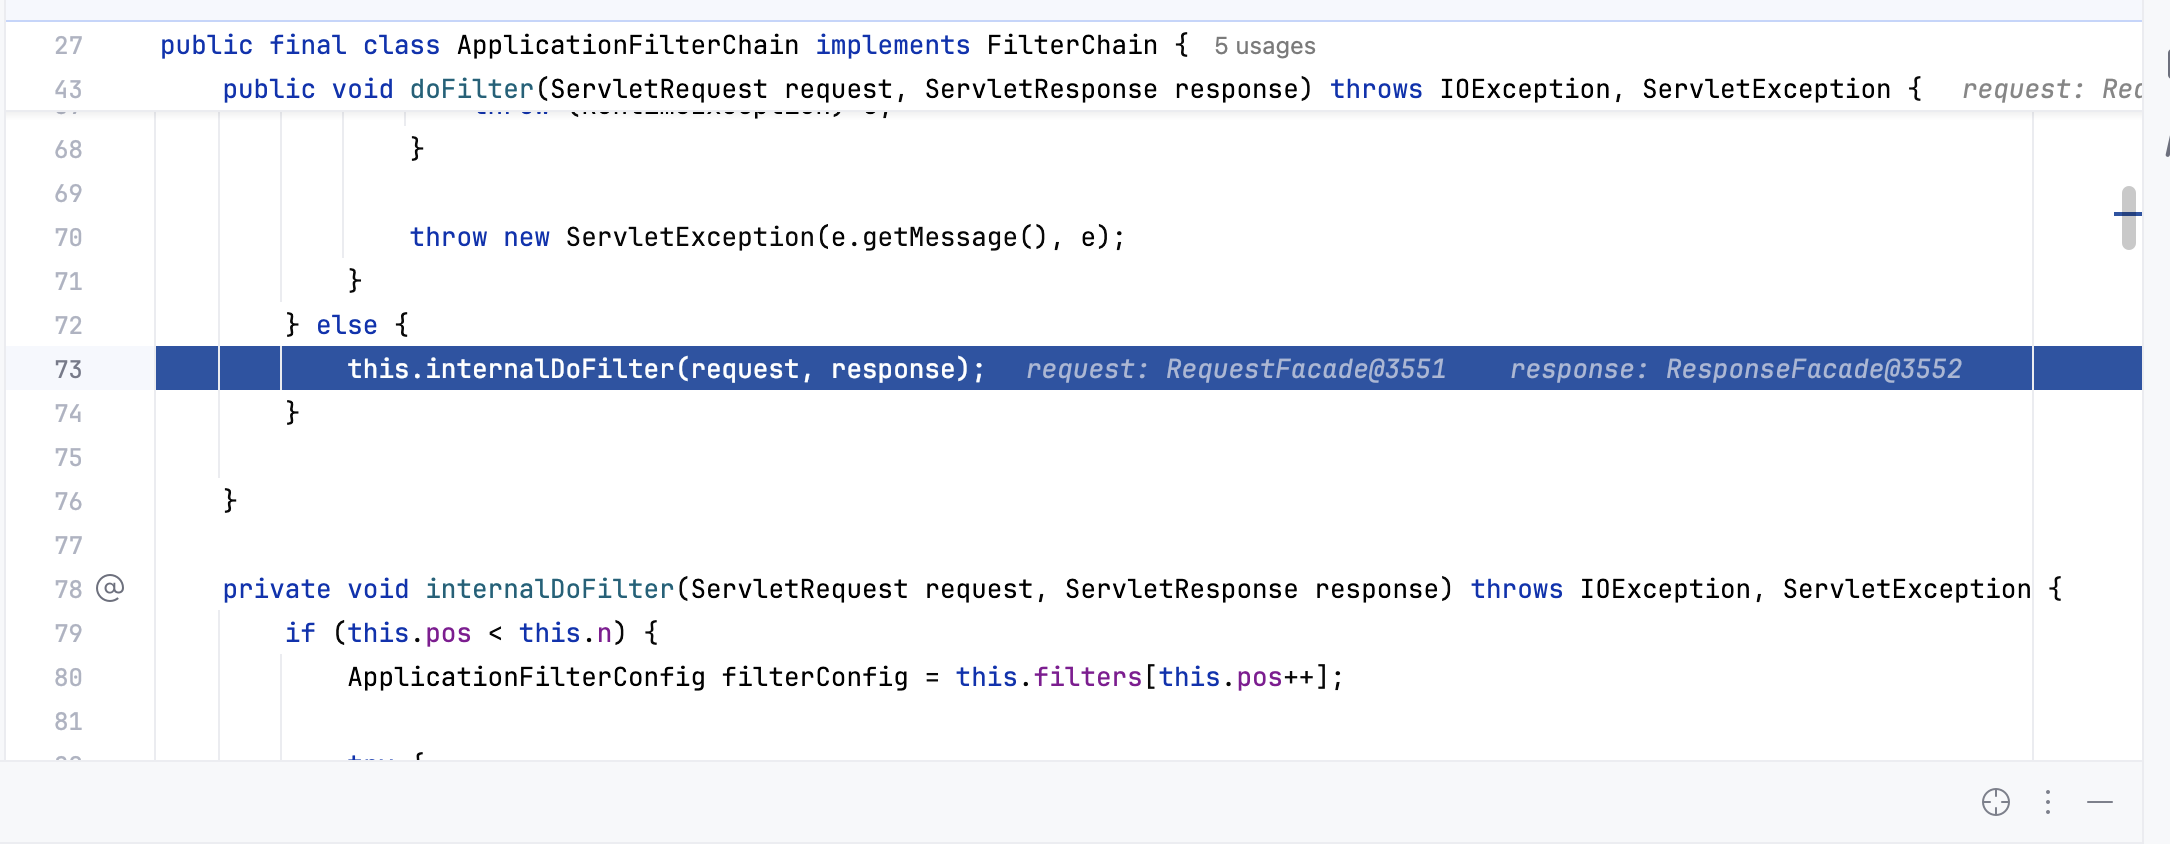 27 public final class ApplicationFilterChain implements FilterChain { 5 usages
43 public void doFilter(ServletRequest request, ServletResponse response) throws IOException, ServletException { request:
68 }
69
70 throw new ServletException(e.getMessage(), e);
71 }
72 } else {
73 this.internalDoFilter(request, response); request: RequestFacade@3551 response: ResponseFacade@3552
74 }
75
76 }
77
78 @ private void internalDoFilter(ServletRequest request, ServletResponse response) throws IOException, ServletException {
79 if (this.pos < this.n) {
80 ApplicationFilterConfig filterConfig = this.filters[this.pos++];
81